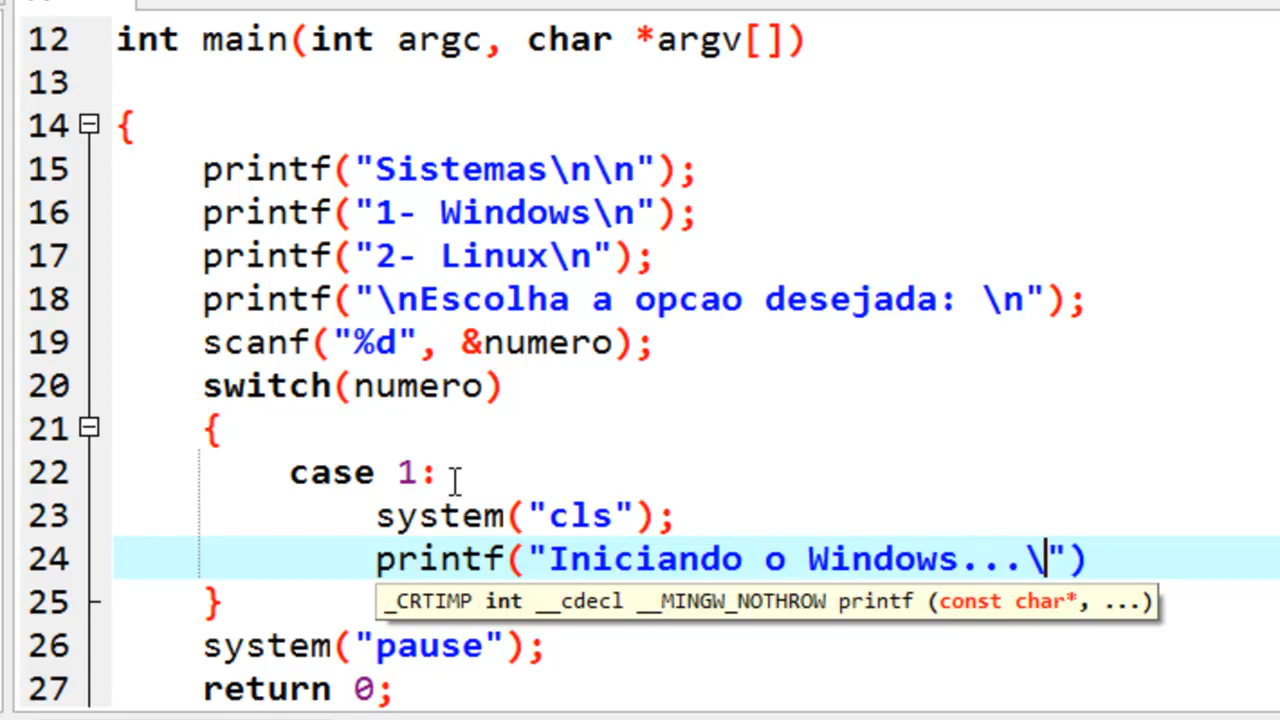 12 int main(int argc, char *argv[])
13
14 {
15 printf("Sistemas\n\n");
16 printf("1- Windows\n");
17 printf("2- Linux\n");
18 printf("\nEscolha a opcao desejada: \n");
19 scanf("%d", &numero);
20 switch(numero)
21 {
22 case 1:
23 system("cls");
24 printf("Iniciando o Windows...\")
_CRTIMP int __cdecl __MINGW_NOTHROW printf (const char*, ...)
25 }
26 system("pause");
27 return 0;